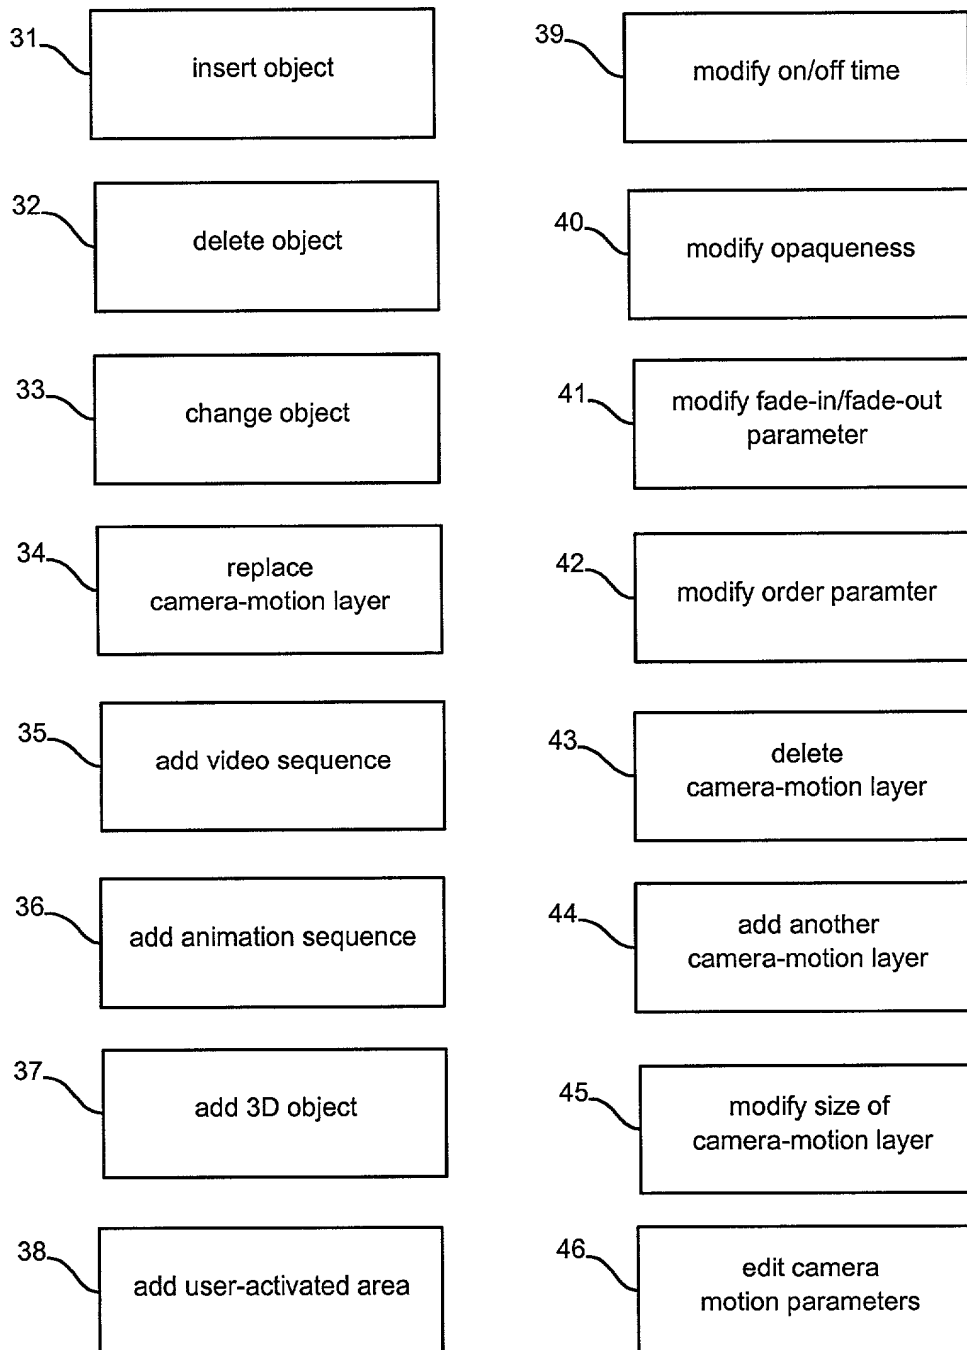 31
insert object
32
delete object
33
change object
34
replace
camera-motion layer
35
add video sequence
36
add animation sequence
37
add 3D object
38
add user-activated area
39
modify on/off time
40
modify opaqueness
41
modify fade-in/fade-out
parameter
42
modify order paramter
43
delete
camera-motion layer
44
add another
camera-motion layer
45
modify size of
camera-motion layer
46
edit camera
motion parameters